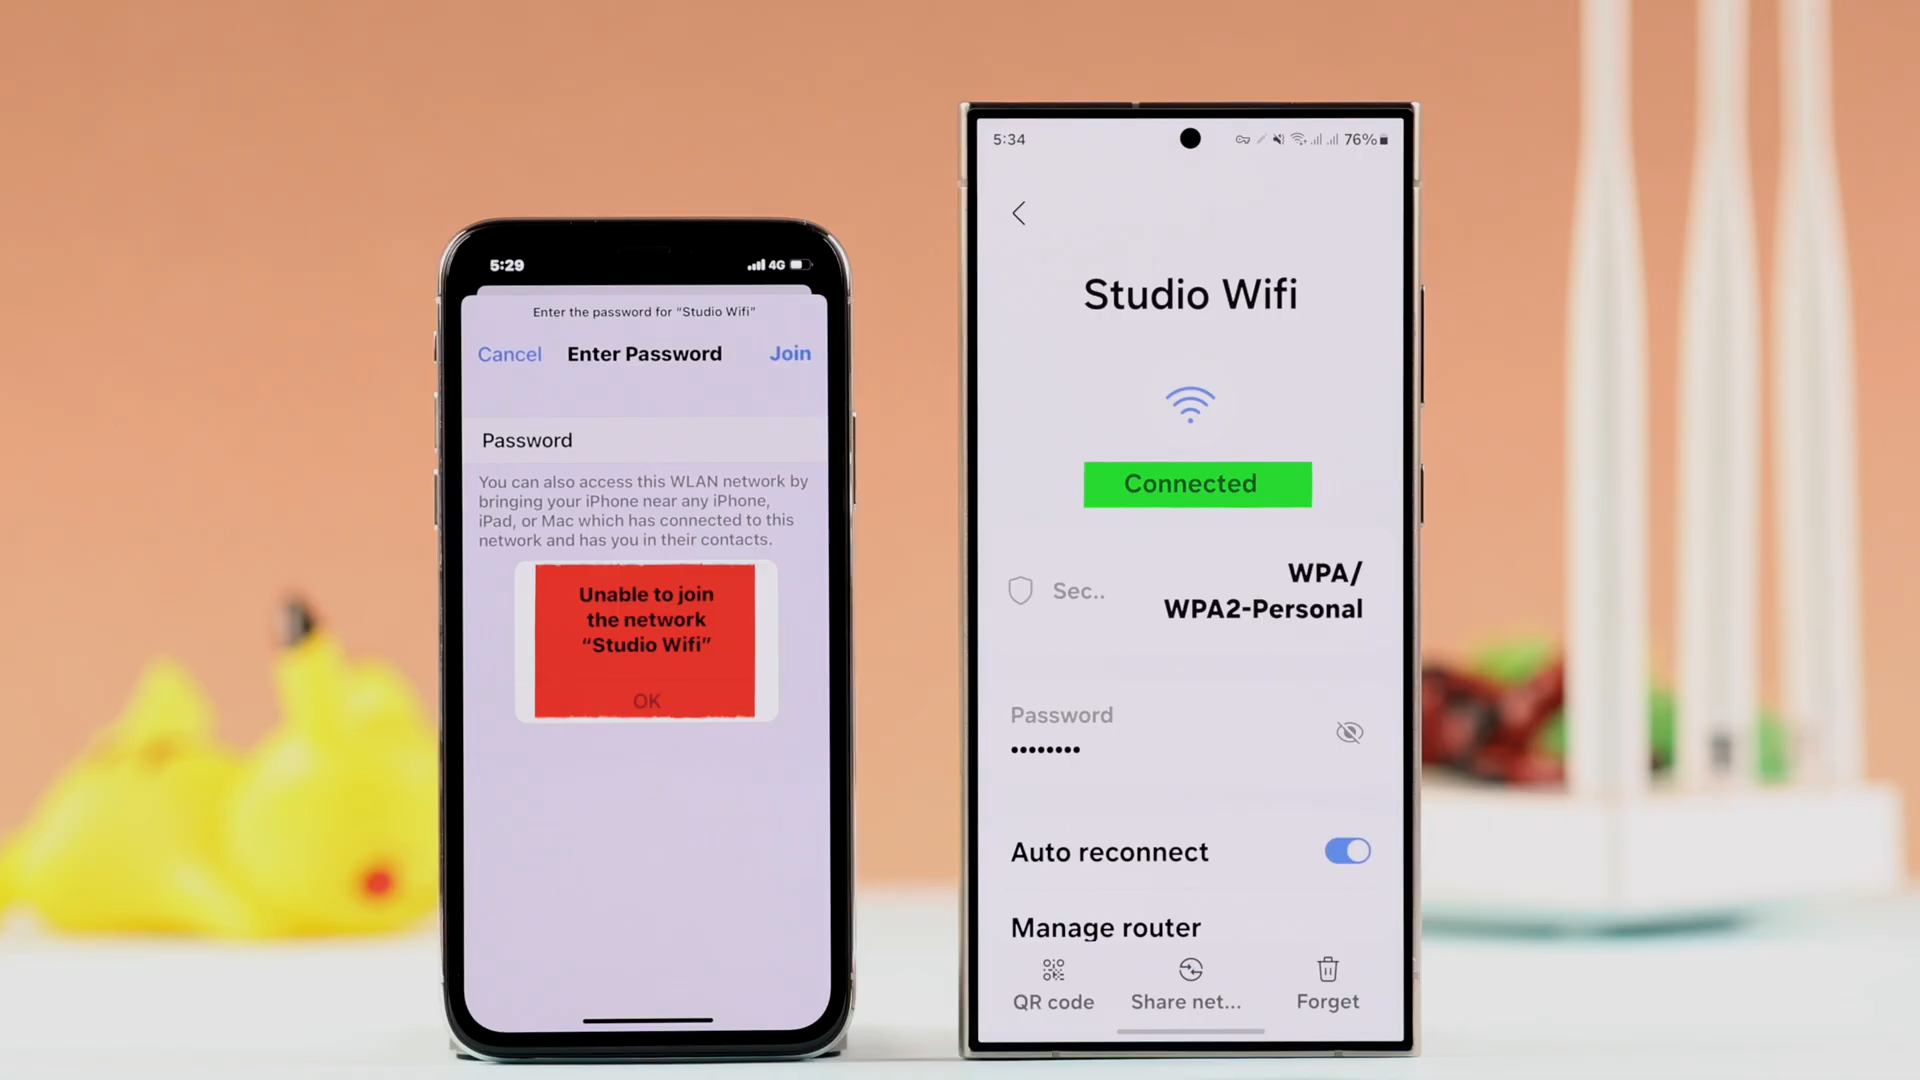 5:29
4G
Enter the password for “Studio Wifi”
Cancel
Enter Password
Join
Password
You can also access this WLAN network by
bringing your iPhone near any iPhone,
iPad, or Mac which has connected to this
network and has you in their contacts.
Unable to join
the network
“Studio Wifi”
OK
5:34
76%
Studio Wifi
Connected
Sec..
WPA/
WPA2-Personal
Password
••••••••
Auto reconnect
Manage router
QR code
Share net...
Forget